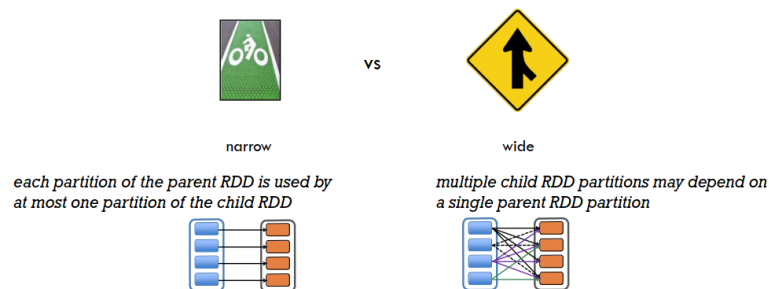 vs
narrow
wide
each partition of the parent RDD is used by
at most one partition of the child RDD
multiple child RDD partitions may depend on
a single parent RDD partition